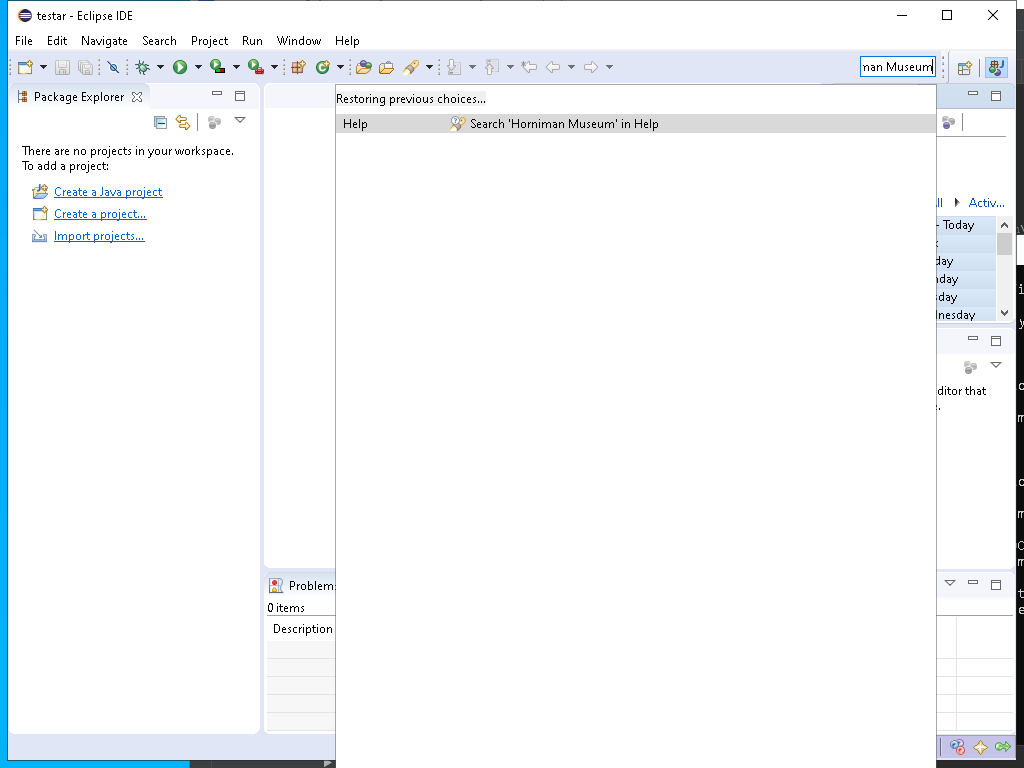 testar - Eclipse IDE
File Edit Navigate Search Project Run Window Help
nan Museum
Package Explorer
Restoring previous choices...
Help Search 'Horniman Museum' in Help
There are no projects in your workspace.
To add a project:
Create a Java project
Create a project...
Import projects...
Activ...
- Today
day
nday
sday
nesday
ditor that
Problem
0 items
Description